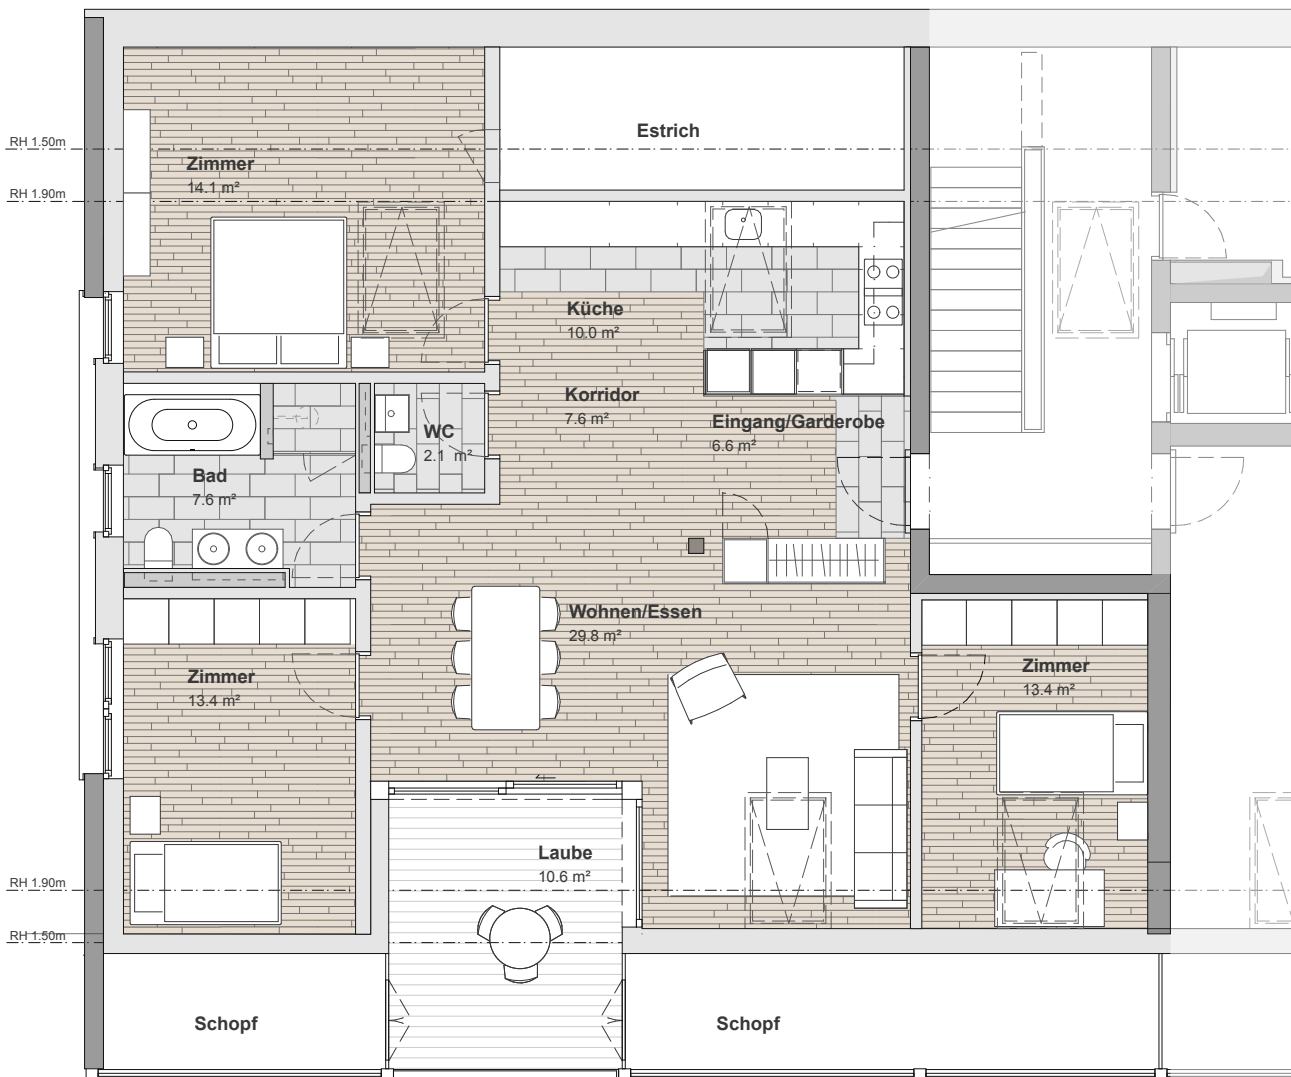 Estrich
RH 1.50m
Zimmer
14.1 m²
RH 1.90m
Küche
10.0 m²
Korridor
7.6 m²
Eingang/Garderobe
6.6 m²
WC
2.1 m²
Bad
7.6 m²
Wohnen/Essen
29.8 m²
Zimmer
13.4 m²
Zimmer
13.4 m²
Laube
10.6 m²
RH 1.90m
RH 1.50m
Schopf
Schopf